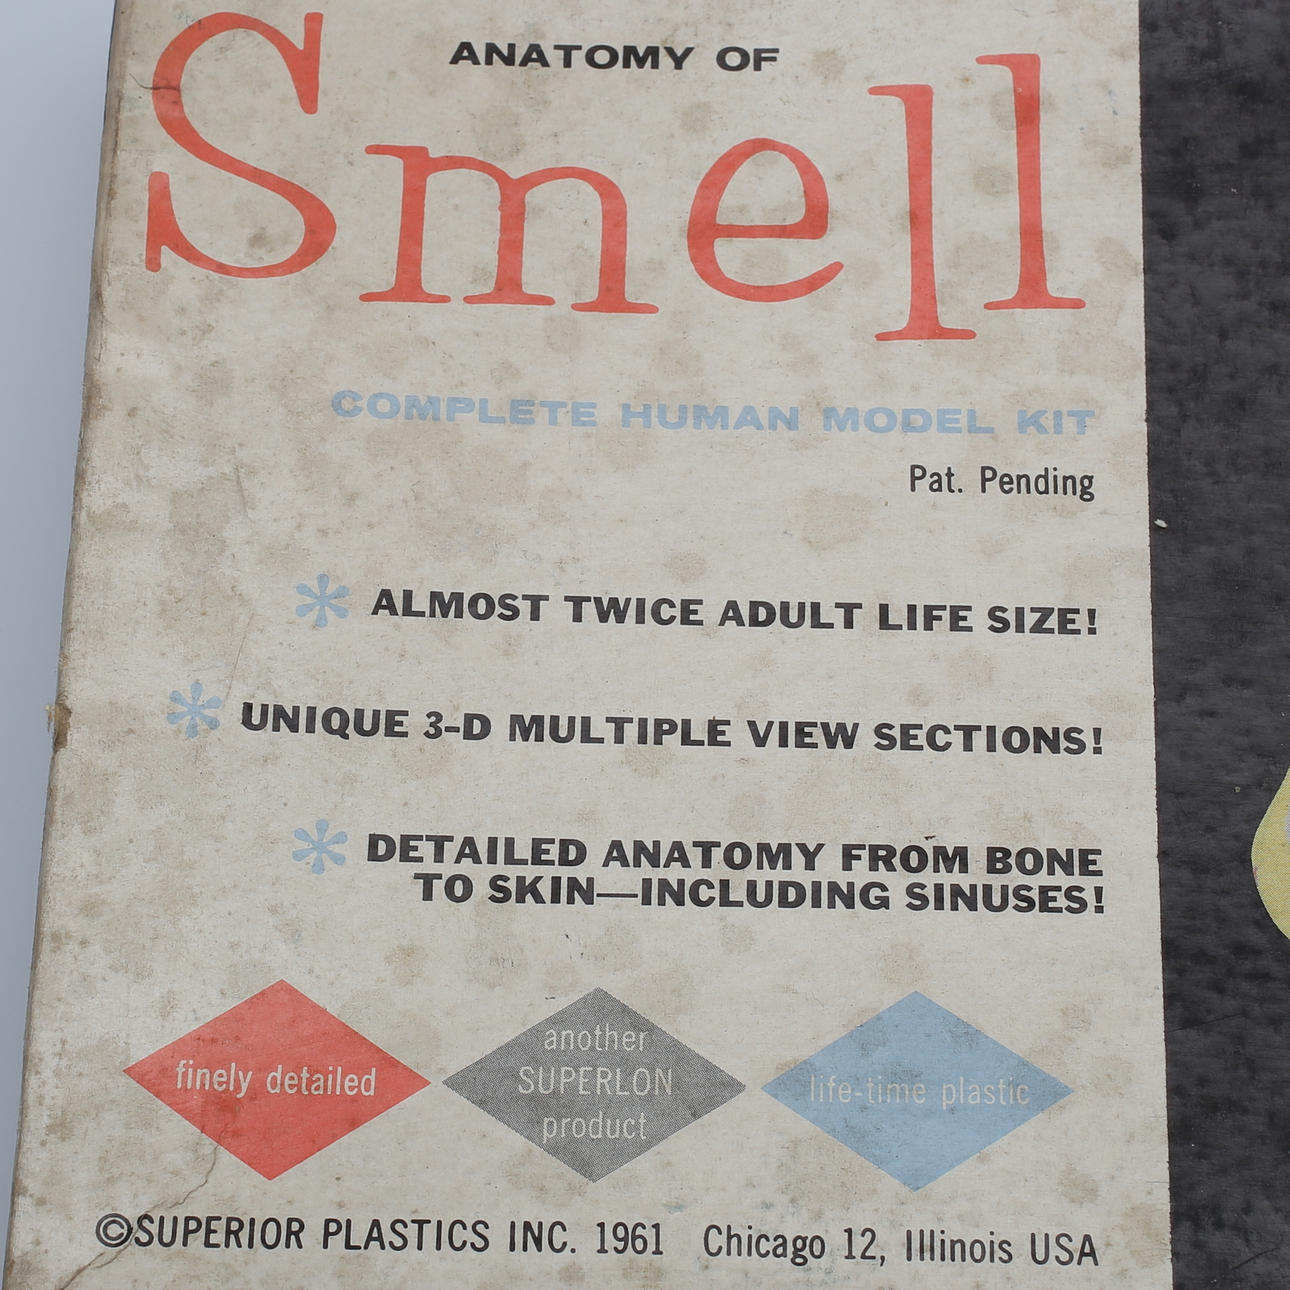 ANATOMY OF
Smell
COMPLETE HUMAN MODEL KIT
Pat. Pending
* ALMOST TWICE ADULT LIFE SIZE!
* UNIQUE 3-D MULTIPLE VIEW SECTIONS!
* DETAILED ANATOMY FROM BONE
TO SKIN—INCLUDING SINUSES!
finely detailed
another
SUPERLON
product
life-time plastic
©SUPERIOR PLASTICS INC. 1961 Chicago 12, Illinois USA